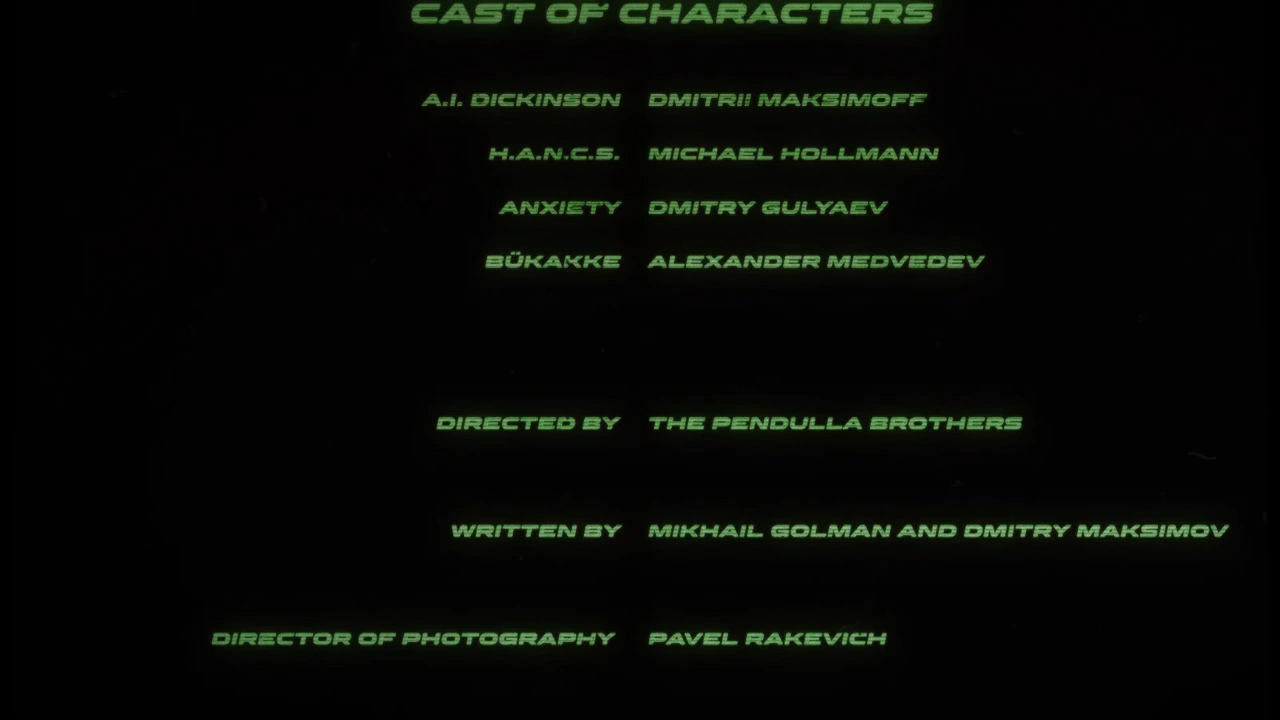 CAST OF CHARACTERS
A.I. DICKINSON DMITRII MAKSIMOFF
H.A.N.C.S. MICHAEL HOLLMANN
ANXIETY DMITRY GULYAEV
BÜKAKKE ALEXANDER MEDVEDEV
DIRECTED BY THE PENDULLA BROTHERS
WRITTEN BY MIKHAIL GOLMAN AND DMITRY MAKSIMOV
DIRECTOR OF PHOTOGRAPHY PAVEL RAKEVICH